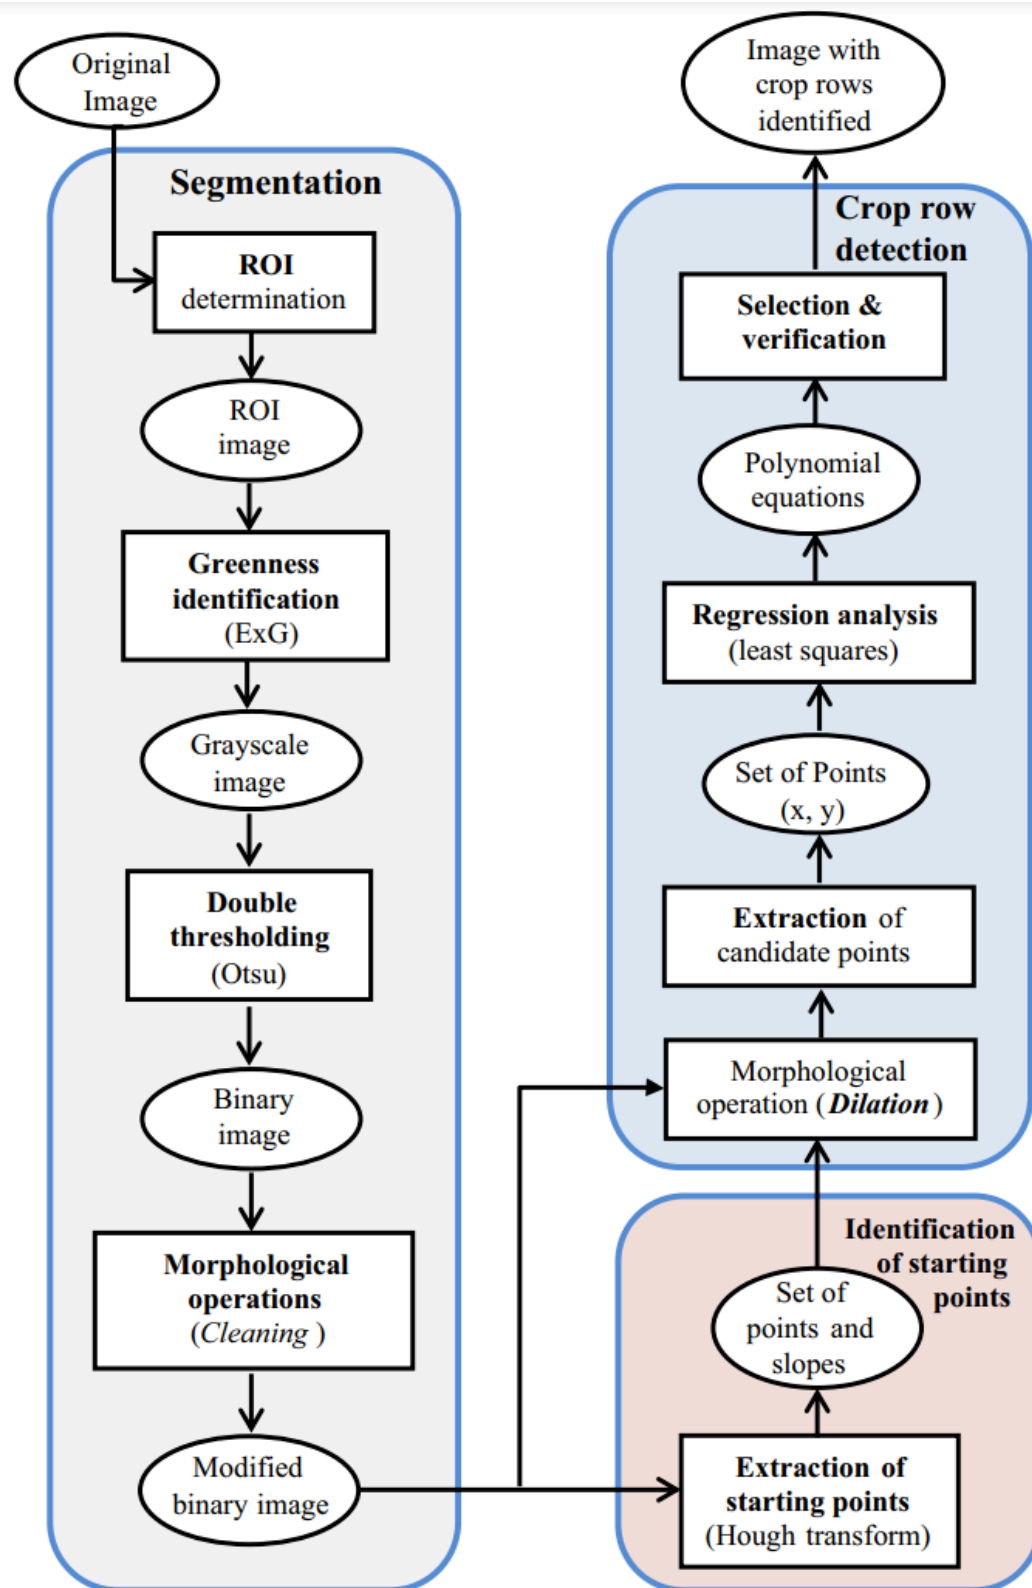 Original
Image
Segmentation
ROI
determination
ROI
image
Greenness
identification
(ExG)
Grayscale
image
Double
thresholding
(Otsu)
Binary
image
Morphological
operations
(Cleaning )
Modified
binary image
Image with
crop rows
identified
Crop row
detection
Selection &
verification
Polynomial
equations
Regression analysis
(least squares)
Set of Points
(x, y)
Extraction of
candidate points
Morphological
operation (Dilation)
Identification
of starting
points
Set of
points and
slopes
Extraction of
starting points
(Hough transform)